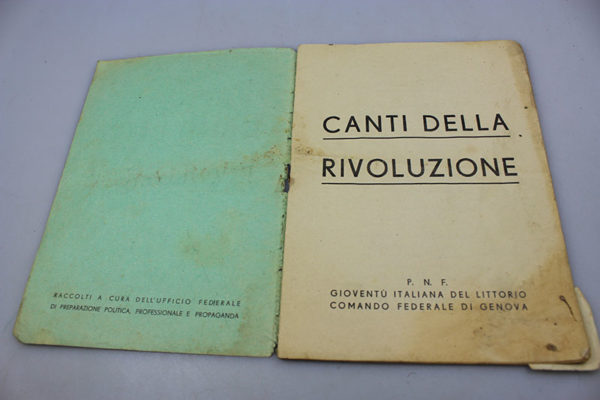 RACCOLTI A CURA DELL'UFFICIO FEDERALE
DI PREPARAZIONE POLITICA, PROFESSIONALE E PROPAGANDA
CANTI DELLA
RIVOLUZIONE
P. N. F.
GIOVENTÙ ITALIANA DEL LITTORIO
COMANDO FEDERALE DI GENOVA